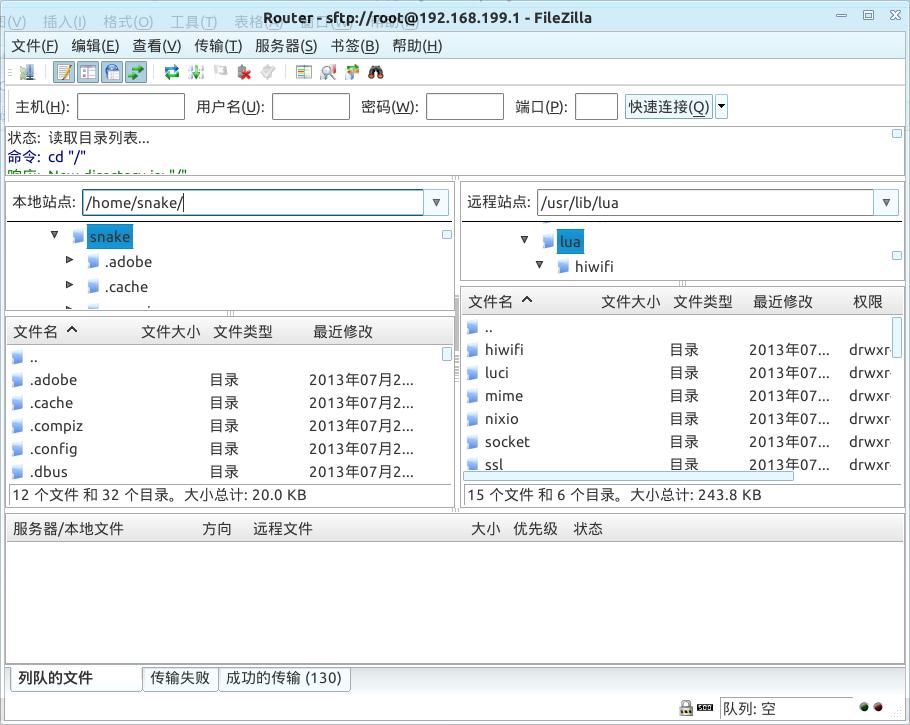 Router - sftp://root@192.168.199.1 - FileZilla
文件(F) 编辑(E) 查看(V) 传输(T) 服务器(S) 书签(B) 帮助(H)
主机(H): 用户名(U): 密码(W): 端口(P): 快速连接(Q)
状态: 读取目录列表...
命令: cd "/"
响应: New directory is: "/"
本地站点: /home/snake/
snake
.adobe
.cache
远程站点: /usr/lib/lua
lua
hiwifi
文件名 文件大小 文件类型 最近修改
..
.adobe 目录 2013年07月2...
.cache 目录 2013年07月2...
.compiz 目录 2013年07月2...
.config 目录 2013年07月2...
.dbus 目录 2013年07月2...
12 个文件 和 32 个目录。大小总计: 20.0 KB
文件名 文件大小 文件类型 最近修改 权限
..
hiwifi 目录 2013年07... drwxr-
luci 目录 2013年07... drwxr-
mime 目录 2013年07... drwxr-
nixio 目录 2013年07... drwxr-
socket 目录 2013年07... drwxr-
ssl 目录 2013年07... drwxr-
15 个文件 和 6 个目录。大小总计: 243.8 KB
服务器/本地文件 方向 远程文件 大小 优先级 状态
列队的文件 传输失败 成功的传输 (130)
队列: 空